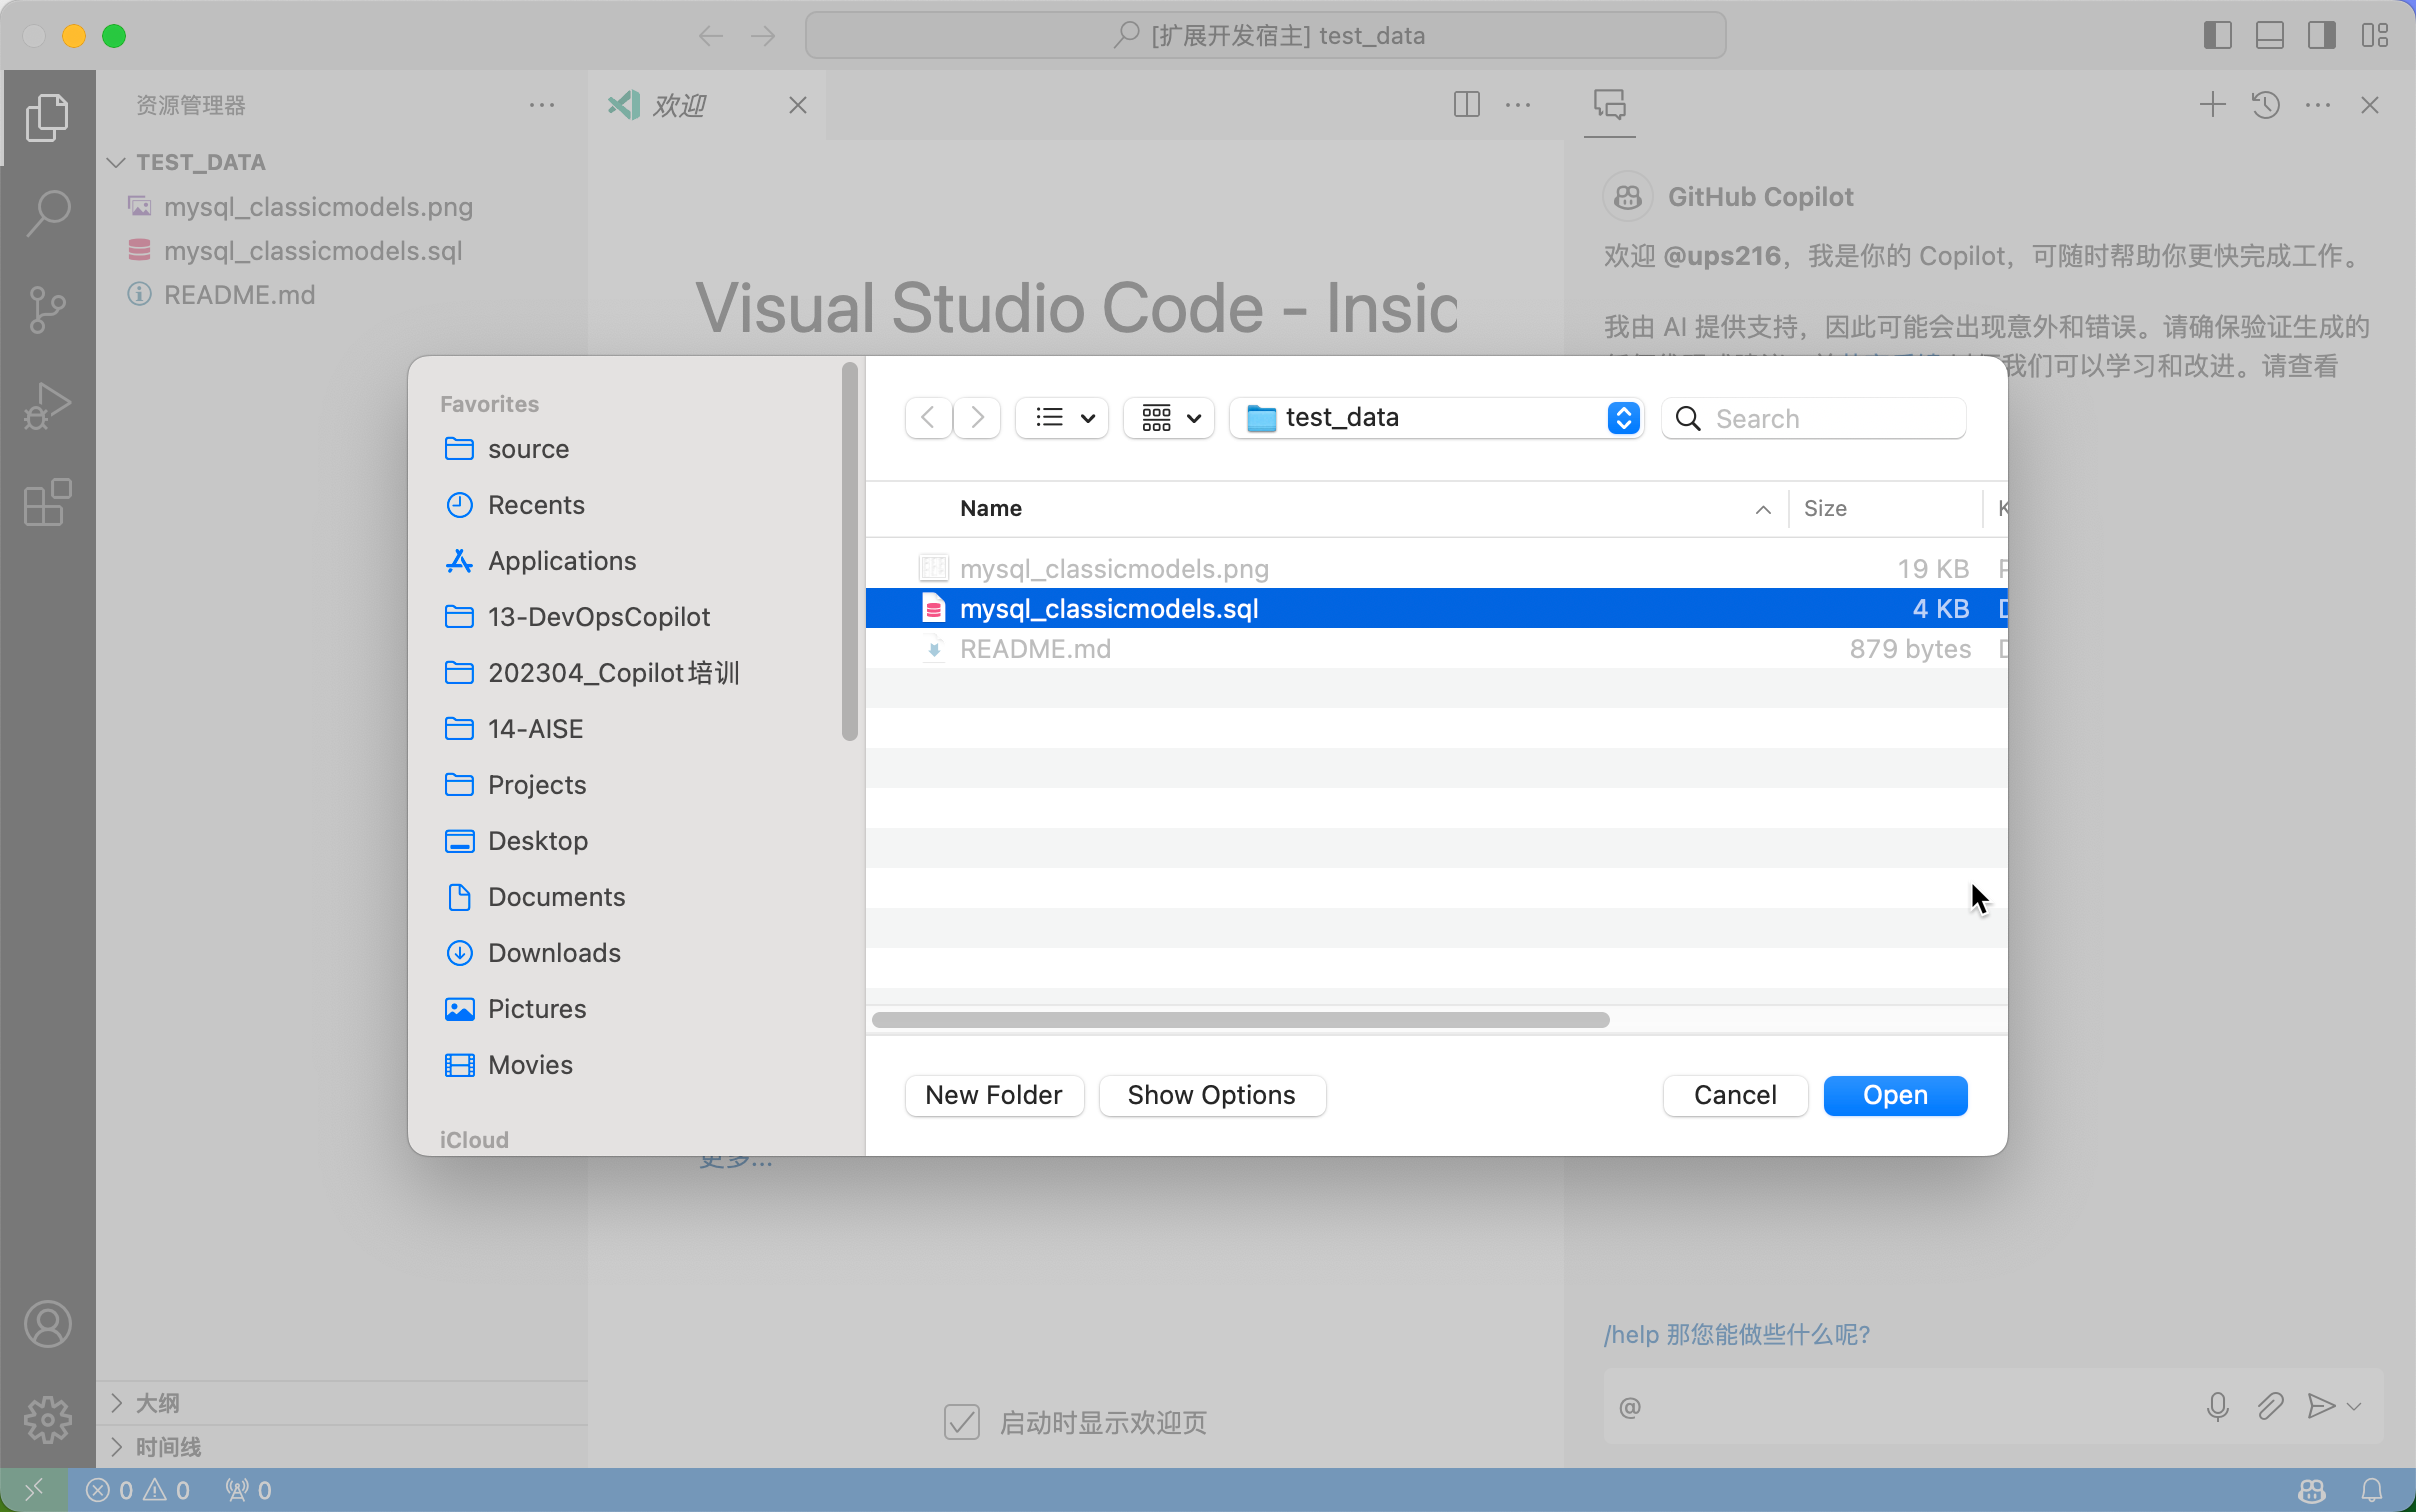 [扩展开发宿主] test_data
资源管理器
TEST_DATA
mysql_classicmodels.png
mysql_classicmodels.sql
README.md
大纲
时间线
欢迎
Visual Studio Code - Insic
更多...
启动时显示欢迎页
GitHub Copilot
欢迎 @ups216，我是你的 Copilot，可随时帮助你更快完成工作。
我由 AI 提供支持，因此可能会出现意外和错误。请确保验证生成的
我们可以学习和改进。请查看
/help 那您能做些什么呢?
@
Favorites
source
Recents
Applications
13-DevOpsCopilot
202304_Copilot培训
14-AISE
Projects
Desktop
Documents
Downloads
Pictures
Movies
iCloud
test_data
Search
Name Size
mysql_classicmodels.png 19 KB
mysql_classicmodels.sql 4 KB
README.md 879 bytes
New Folder Show Options Cancel Open
0 0 0